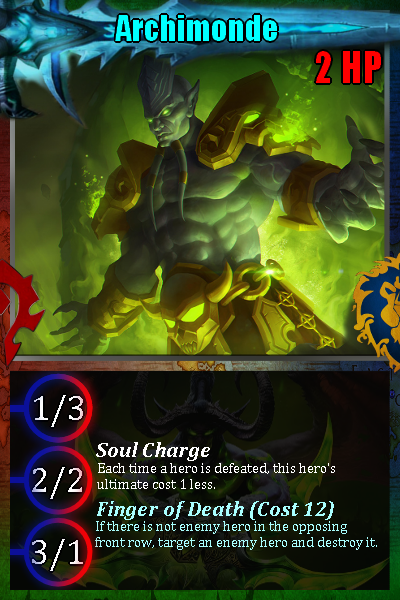 Archimonde
2 HP
1/3
Soul Charge
Each time a hero is defeated, this hero's
ultimate cost 1 less.
2/2
Finger of Death (Cost 12)
If there is not enemy hero in the opposing
front row, target an enemy hero and destroy it.
3/1